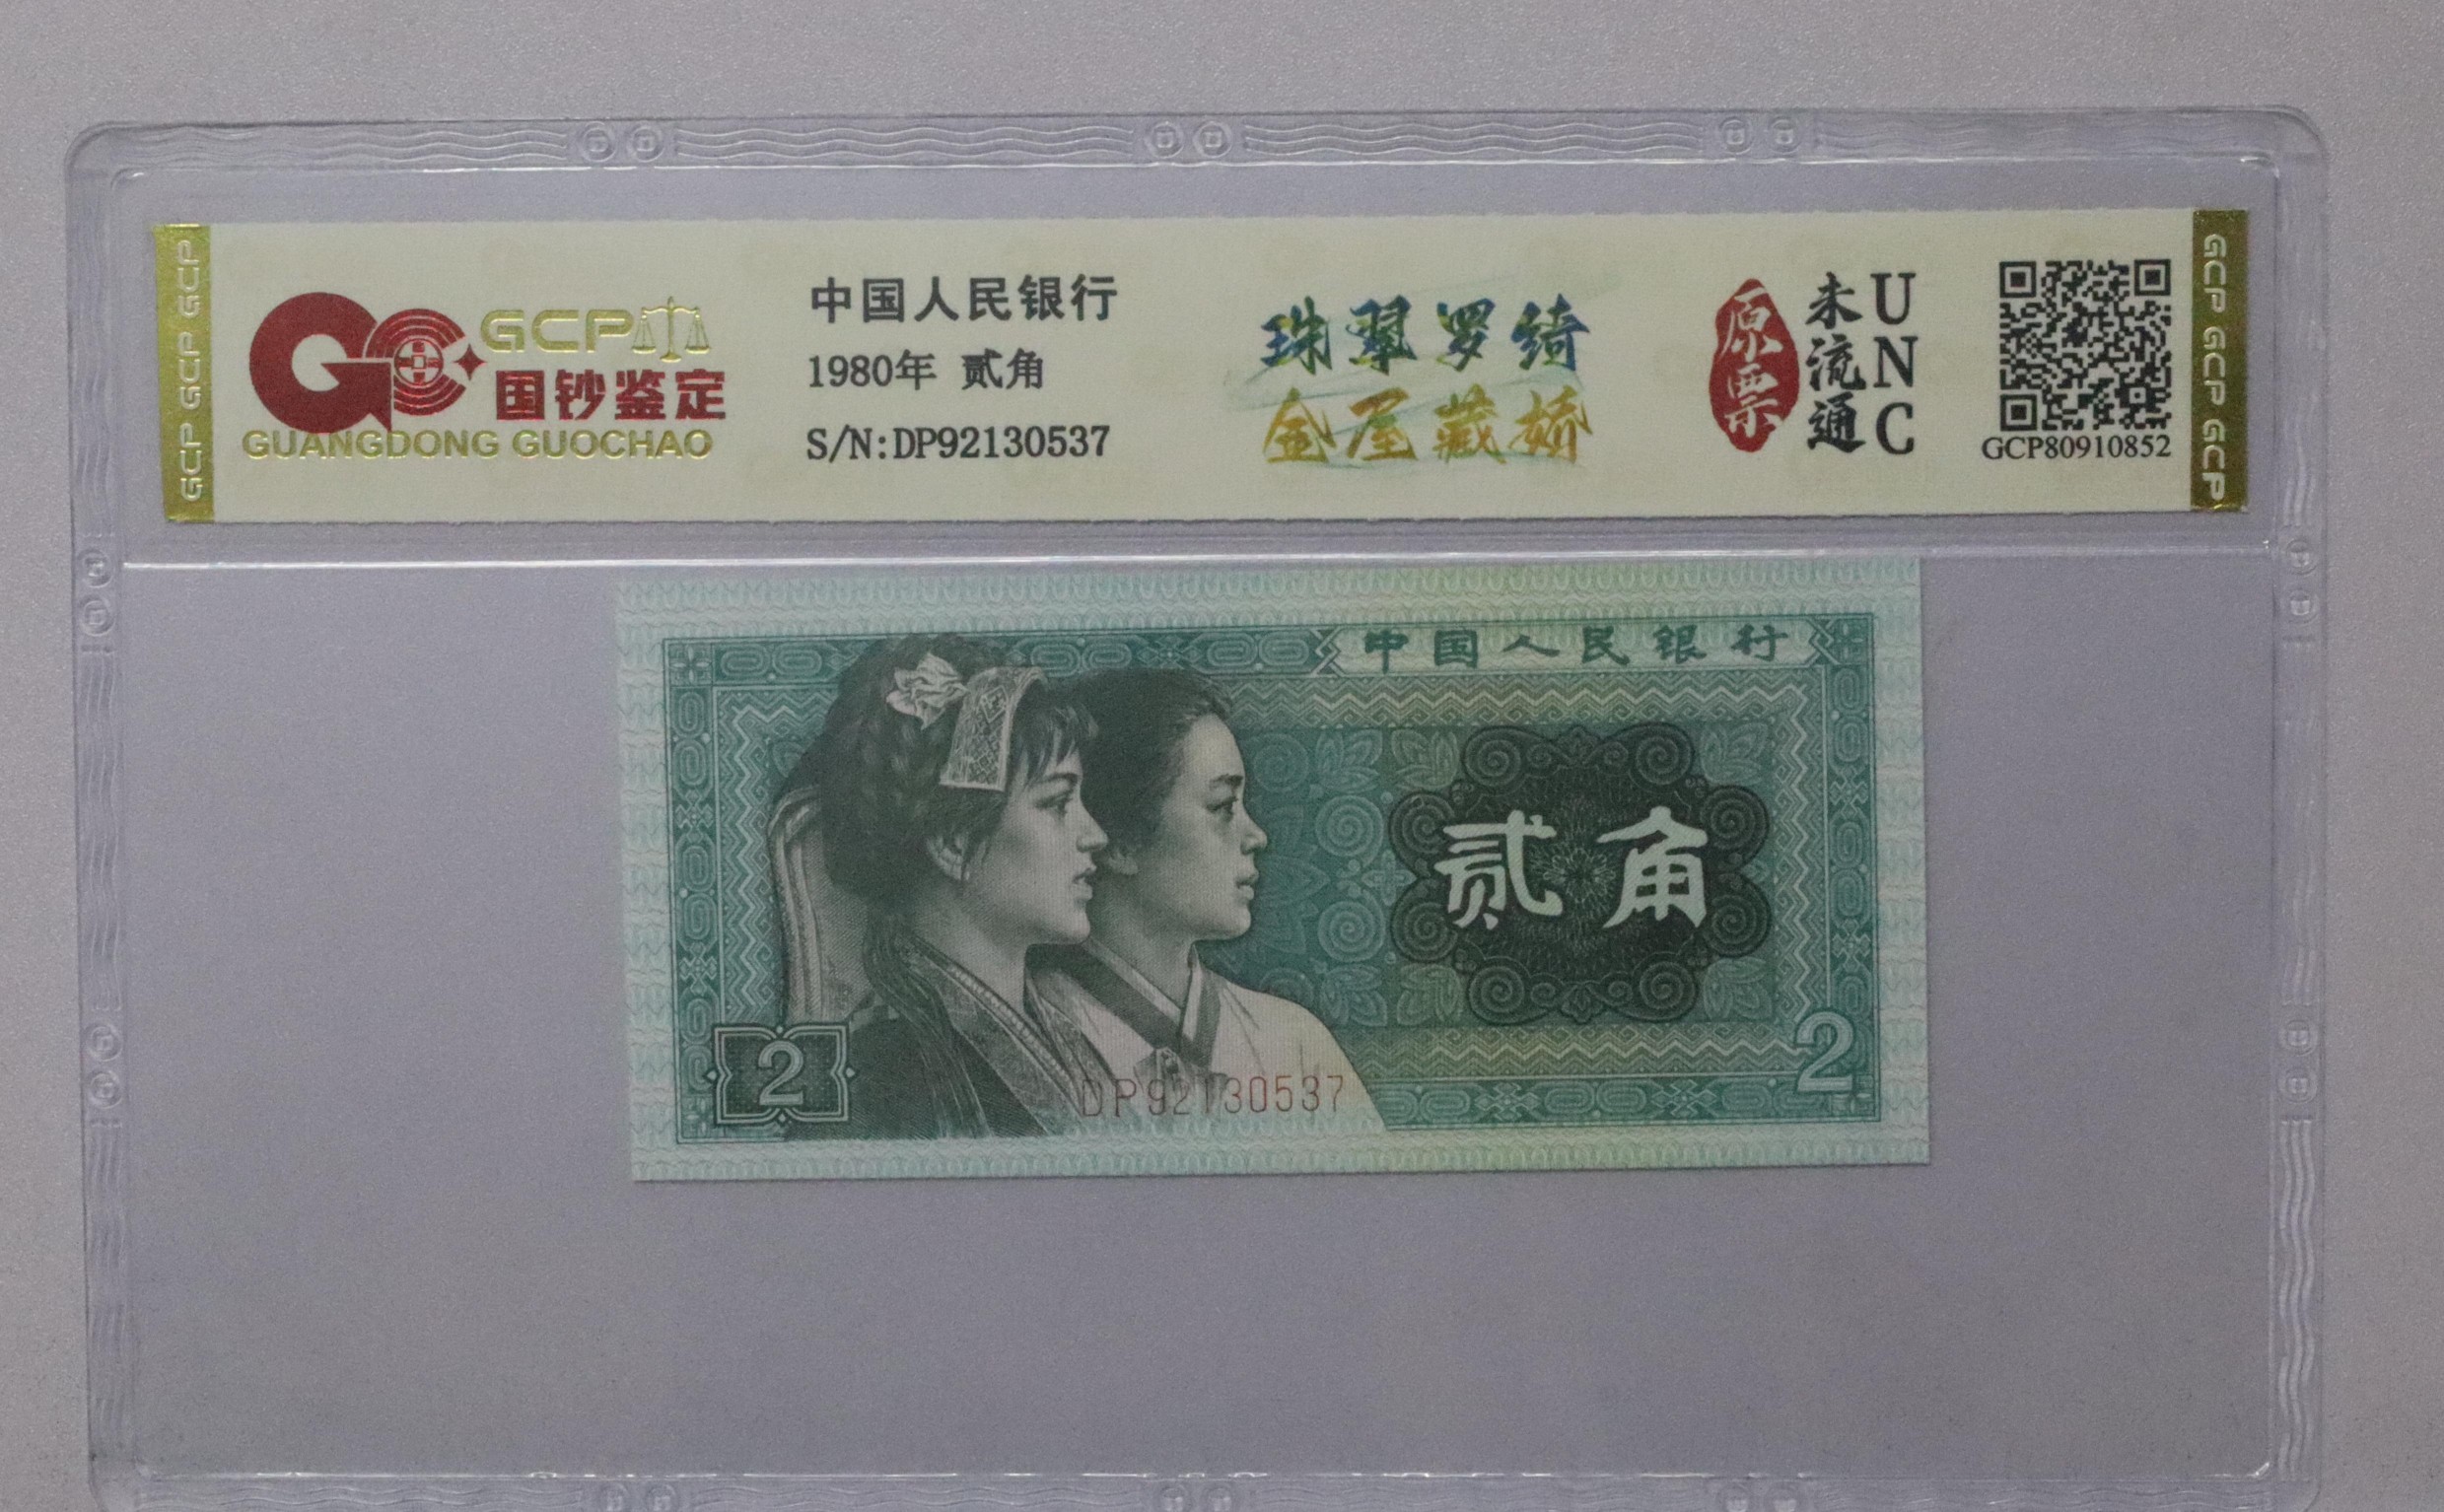 GCP GCP GCP
GCP
国钞鉴定
GUANGDONG GUOCHAO
中国人民银行
1980年 贰角
S/N:DP92130537
珠翠罗绮
金屋藏娇
原票
未流通
UNC
GCP80910852
GCP GCP GCP GCP
中国人民银行
贰角
2
2
DP92130537